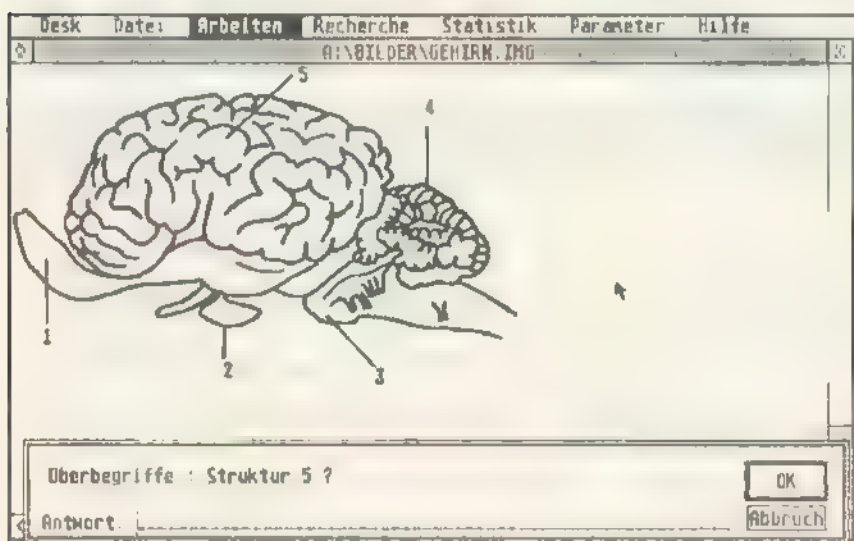 Desk Datei Arbeiten Recherche Statistik Parameter Hilfe
A:\BILDER\GEHIRN.IMG
5
4
1
2
3
Oberbegriffe : Struktur 5 ?
OK
Antwort
Abbruch